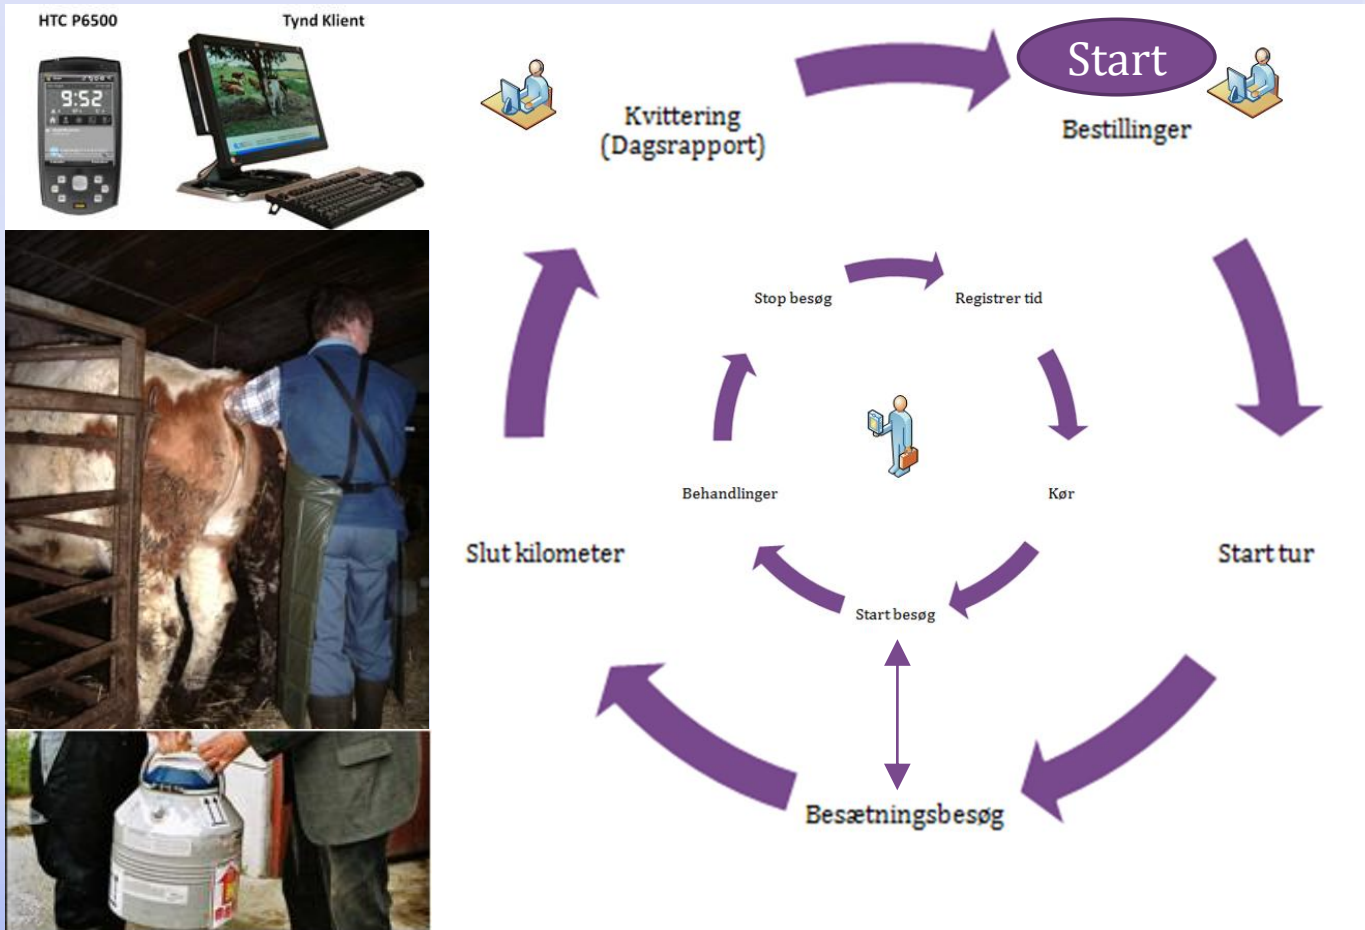 HTC P6500
Tynd Klient
9:52
Start
Bestillinger
Kvittering
(Dagsrapport)
Stop besøg
Registrer tid
Behandlinger
Kør
Slut kilometer
Start tur
Start besøg
Besætningsbesøg